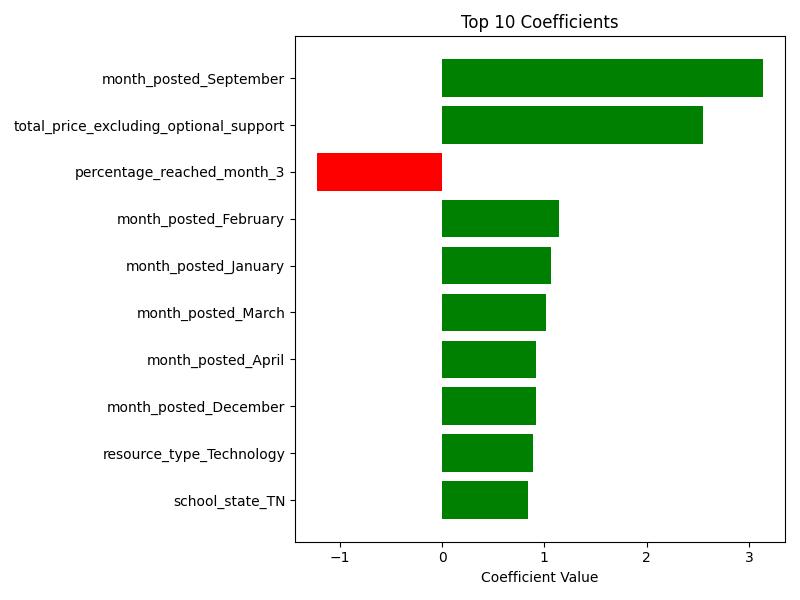 Top 10 Coefficients
month_posted_September
total_price_excluding_optional_support
percentage_reached_month_3
month_posted_February
month_posted_January
month_posted_March
month_posted_April
month_posted_December
resource_type_Technology
school_state_TN
−1 0 1 2 3
Coefficient Value